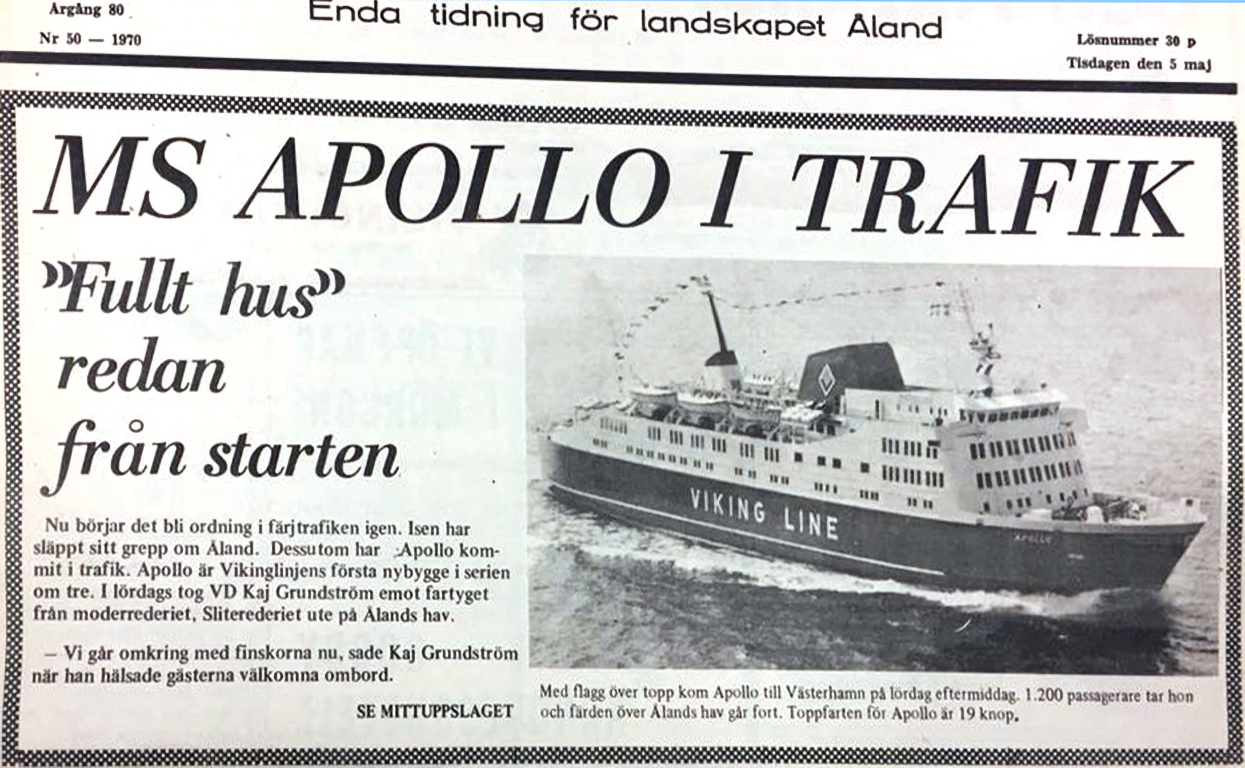 Årgång 80
Nr 50 — 1970
Enda tidning för landskapet Åland
Lösnummer 30 p
Tisdagen den 5 maj
MS APOLLO I TRAFIK
”Fullt hus”
redan
från starten
Nu börjar det bli ordning i färjtrafiken igen. Isen har
släppt sitt grepp om Åland. Dessutom har Apollo kom-
mit i trafik. Apollo är Vikinglinjens första nybygge i serien
om tre. I lördags tog VD Kaj Grundström emot fartyget
från moderrederiet, Sliterederiet ute på Ålands hav.
— Vi går omkring med finskorna nu, sade Kaj Grundström
när han hälsade gästerna välkomna ombord.
SE MITTUPPSLAGET
VIKING LINE
APOLLO
Med flagg över topp kom Apollo till Västerhamn på lördag eftermiddag. 1.200 passagerare tar hon
och färden över Ålands hav går fort. Toppfarten för Apollo är 19 knop.